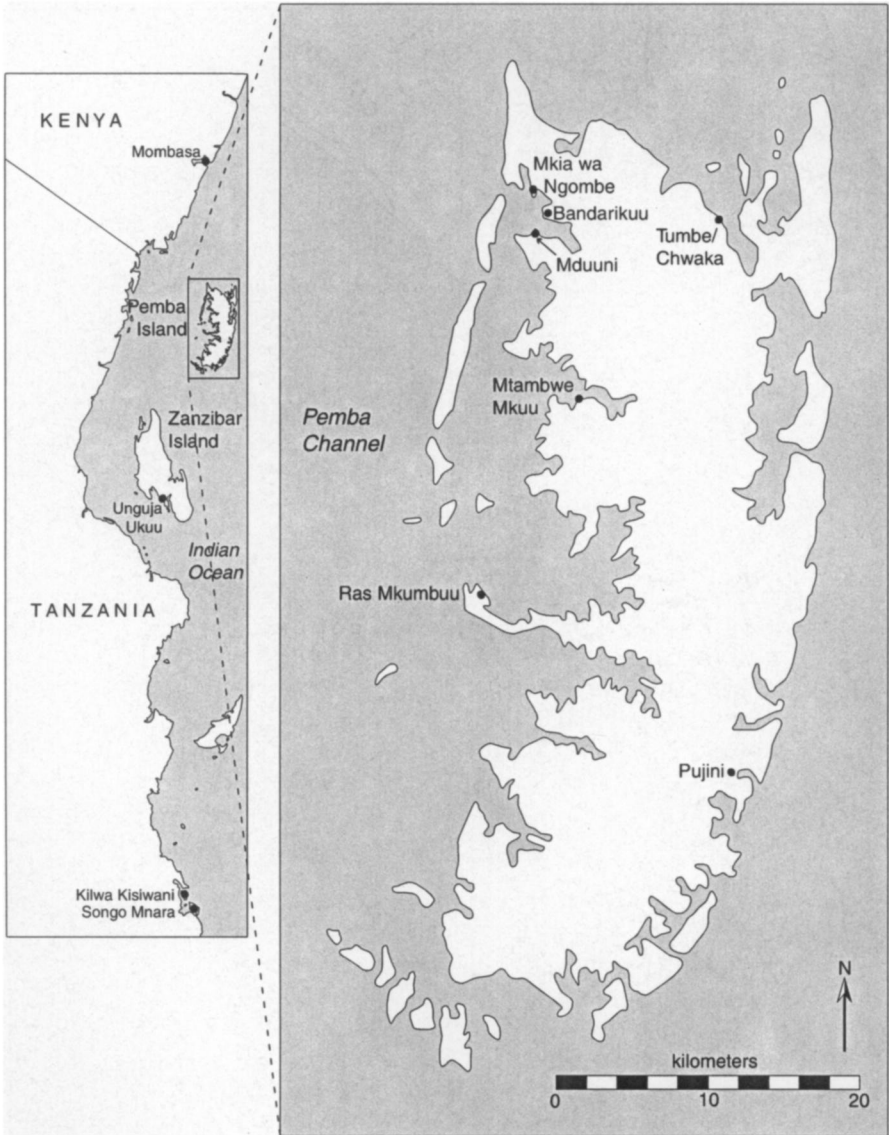 KENYA
Mombasa
Pemba
Island
Zanzibar
Island
Unguja
Ukuu
Indian
Ocean
TANZANIA
Kilwa Kisiwani
Songo Mnara
Mkia wa
Ngombe
Bandarikuu
Mduuni
Tumbe/
Chwaka
Mtambwe
Mkuu
Pemba
Channel
Ras Mkumbuu
Pujini
N
kilometers
0 10 20